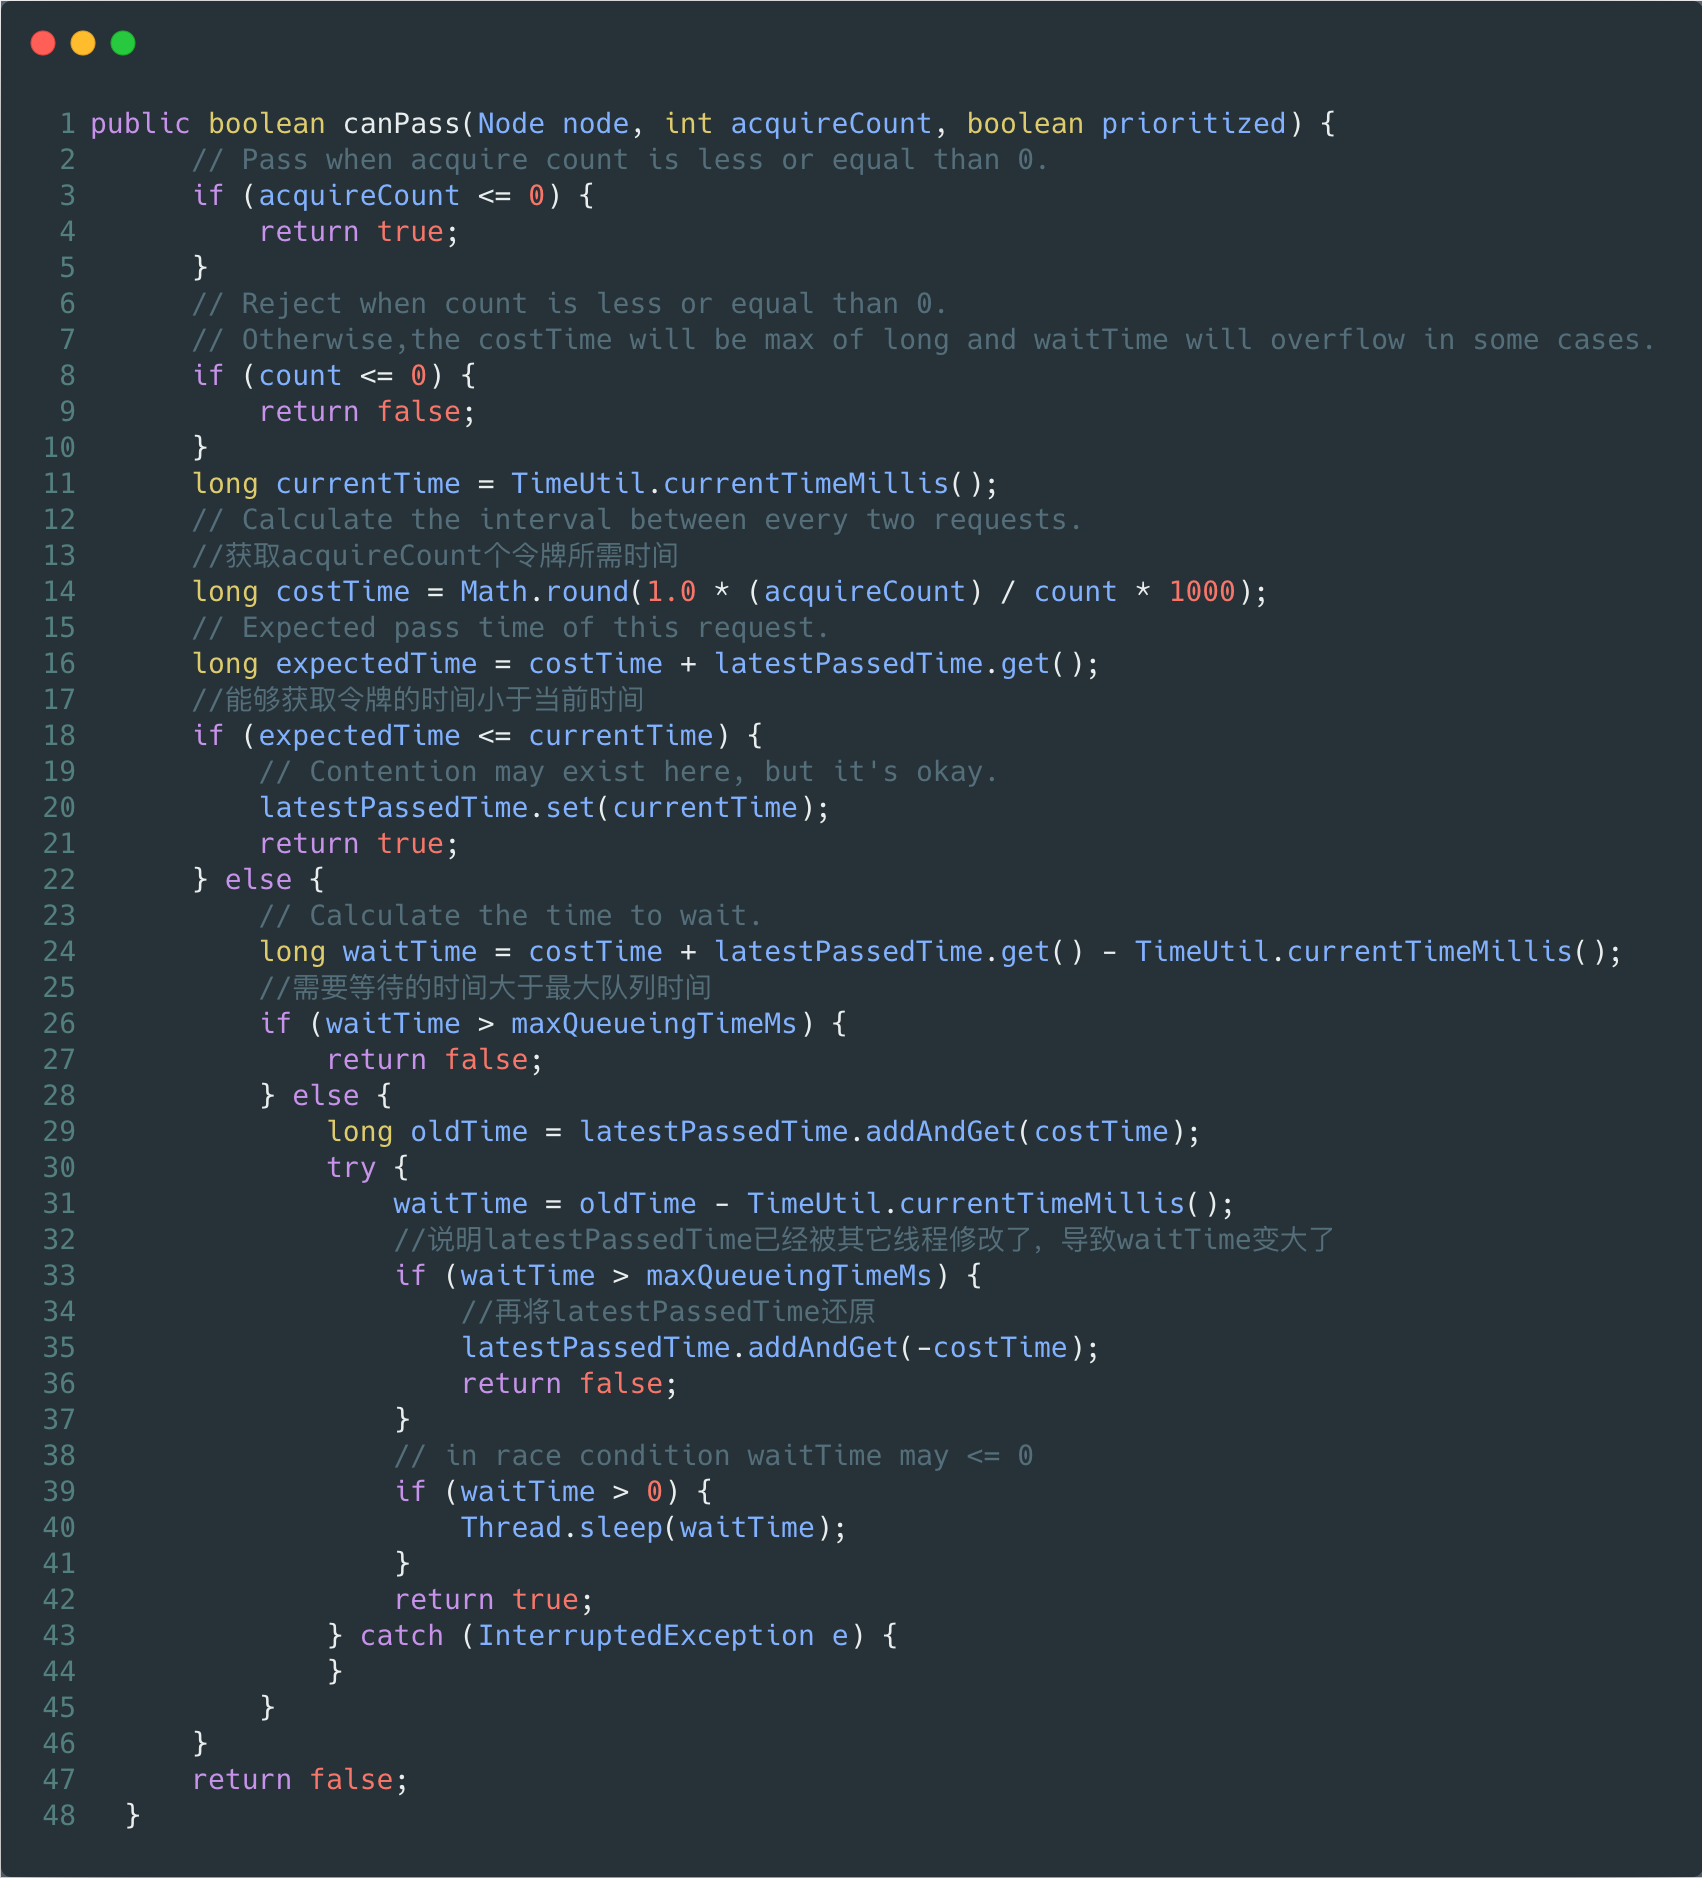 1 public boolean canPass(Node node, int acquireCount, boolean prioritized) {
2       // Pass when acquire count is less or equal than 0.
3       if (acquireCount <= 0) {
4           return true;
5       }
6       // Reject when count is less or equal than 0.
7       // Otherwise,the costTime will be max of long and waitTime will overflow in some cases.
8       if (count <= 0) {
9           return false;
10       }
11       long currentTime = TimeUtil.currentTimeMillis();
12       // Calculate the interval between every two requests.
13       //获取acquireCount个令牌所需时间
14       long costTime = Math.round(1.0 * (acquireCount) / count * 1000);
15       // Expected pass time of this request.
16       long expectedTime = costTime + latestPassedTime.get();
17       //能够获取令牌的时间小于当前时间
18       if (expectedTime <= currentTime) {
19           // Contention may exist here, but it's okay.
20           latestPassedTime.set(currentTime);
21           return true;
22       } else {
23           // Calculate the time to wait.
24           long waitTime = costTime + latestPassedTime.get() - TimeUtil.currentTimeMillis();
25           //需要等待的时间大于最大队列时间
26           if (waitTime > maxQueueingTimeMs) {
27               return false;
28           } else {
29               long oldTime = latestPassedTime.addAndGet(costTime);
30               try {
31                   waitTime = oldTime - TimeUtil.currentTimeMillis();
32                   //说明latestPassedTime已经被其它线程修改了，导致waitTime变大了
33                   if (waitTime > maxQueueingTimeMs) {
34                       //再将latestPassedTime还原
35                       latestPassedTime.addAndGet(-costTime);
36                       return false;
37                   }
38                   // in race condition waitTime may <= 0
39                   if (waitTime > 0) {
40                       Thread.sleep(waitTime);
41                   }
42                   return true;
43               } catch (InterruptedException e) {
44               }
45           }
46       }
47       return false;
48   }